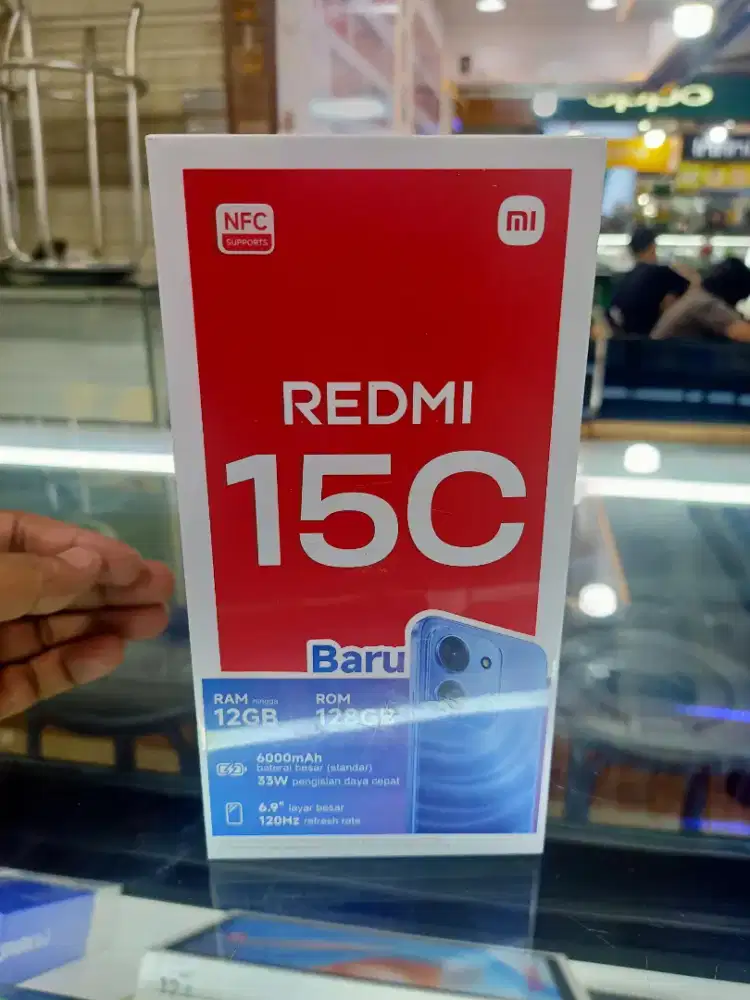 oppo
NFC
SUPPORTS
mi
REDMI
15C
Baru
RAM hingga
12GB
ROM
128GB
6000mAh
baterai besar (standar)
33W pengisian daya cepat
6.9" layar besar
120Hz refresh rate